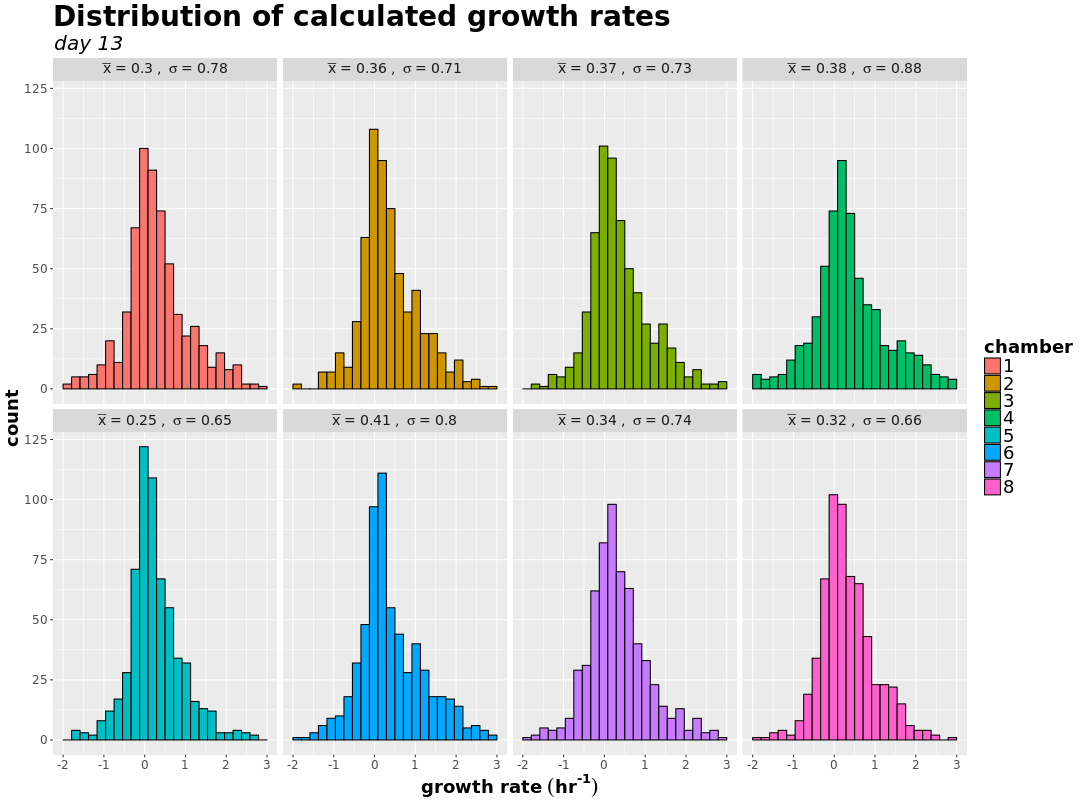 Distribution of calculated growth rates
day 13
x̅ = 0.3 , σ = 0.78
x̅ = 0.36 , σ = 0.71
x̅ = 0.37 , σ = 0.73
x̅ = 0.38 , σ = 0.88
125
100
75
50
25
0
x̅ = 0.25 , σ = 0.65
x̅ = 0.41 , σ = 0.8
x̅ = 0.34 , σ = 0.74
x̅ = 0.32 , σ = 0.66
125
100
75
50
25
0
-2 -1 0 1 2 3
-2 -1 0 1 2 3
-2 -1 0 1 2 3
-2 -1 0 1 2 3
growth rate (hr⁻¹)
count
chamber
1
2
3
4
5
6
7
8